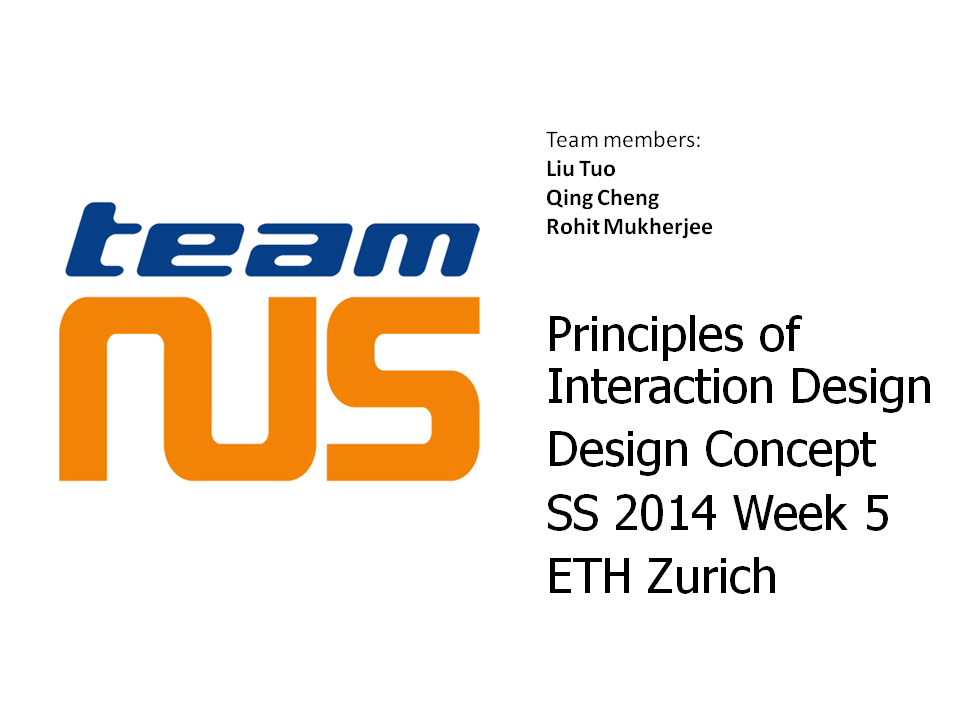 team
NUS
Team members:
Liu Tuo
Qing Cheng
Rohit Mukherjee
Principles of
Interaction Design
Design Concept
SS 2014 Week 5
ETH Zurich